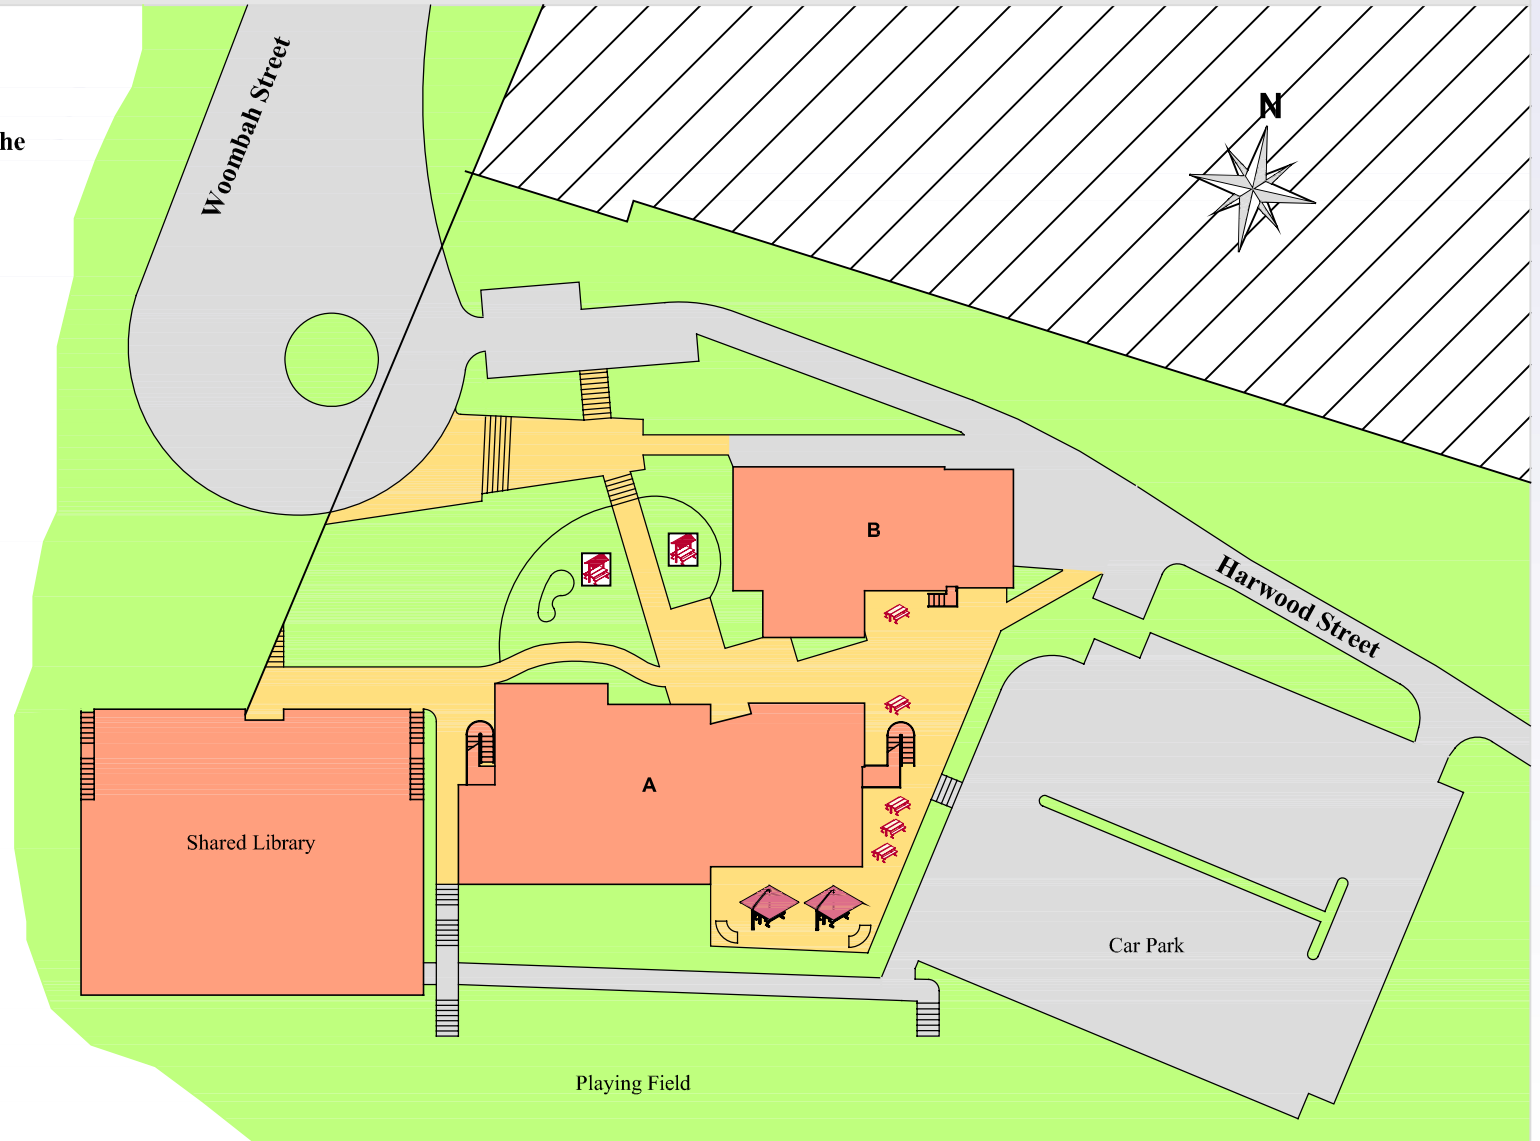 Woombah Street
N
he
B
Harwood Street
A
Shared Library
Car Park
Playing Field